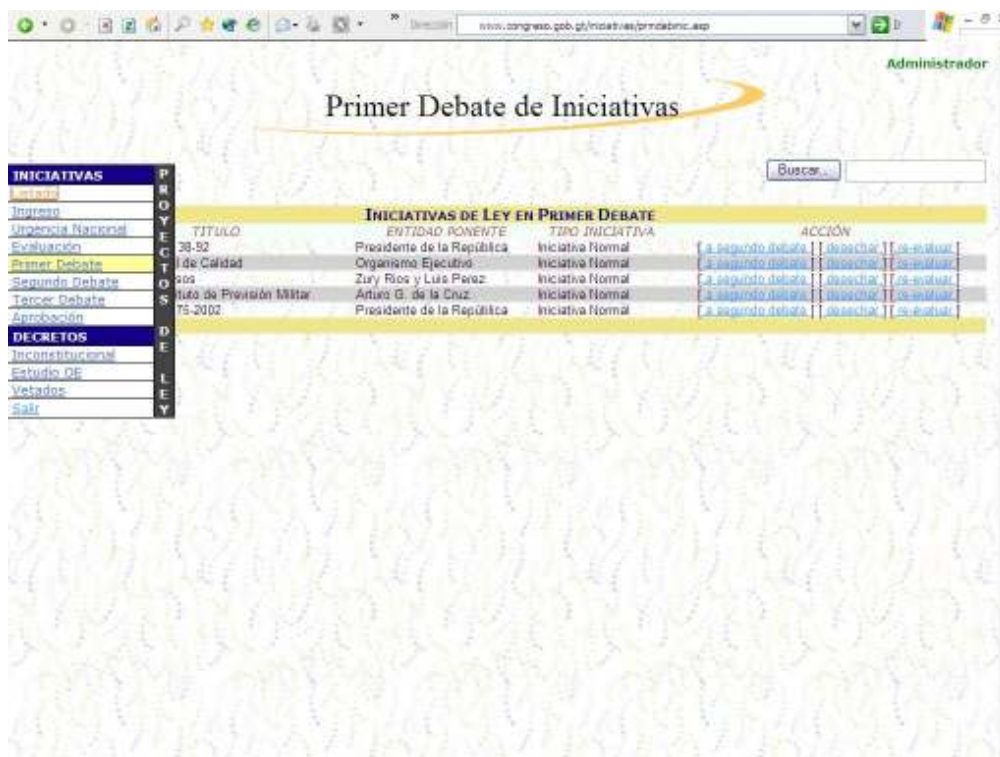 www.congreso.gob.gt/iniciativas/prmdebinic.asp
Administrador
Primer Debate de Iniciativas
Buscar...
INICIATIVAS
Listado
Ingreso
Urgencia Nacional
Evaluación
Primer Debate
Segundo Debate
Tercer Debate
Aprobación
DECRETOS
Inconstitucional
Estudio OE
Vetados
Salir
PROYECTOS DE LEY
INICIATIVAS DE LEY EN PRIMER DEBATE
TITULO ENTIDAD PONENTE TIPO INICIATIVA ACCIÓN
38-92 Presidente de la República Iniciativa Normal [ a segundo debate ][ desechar ][ re-evaluar ]
l de Calidad Organismo Ejecutivo Iniciativa Normal [ a segundo debate ][ desechar ][ re-evaluar ]
sos Zury Rios y Luis Perez Iniciativa Normal [ a segundo debate ][ desechar ][ re-evaluar ]
ituto de Previsión Militar Arturo G. de la Cruz Iniciativa Normal [ a segundo debate ][ desechar ][ re-evaluar ]
75-2002 Presidente de la República Iniciativa Normal [ a segundo debate ][ desechar ][ re-evaluar ]